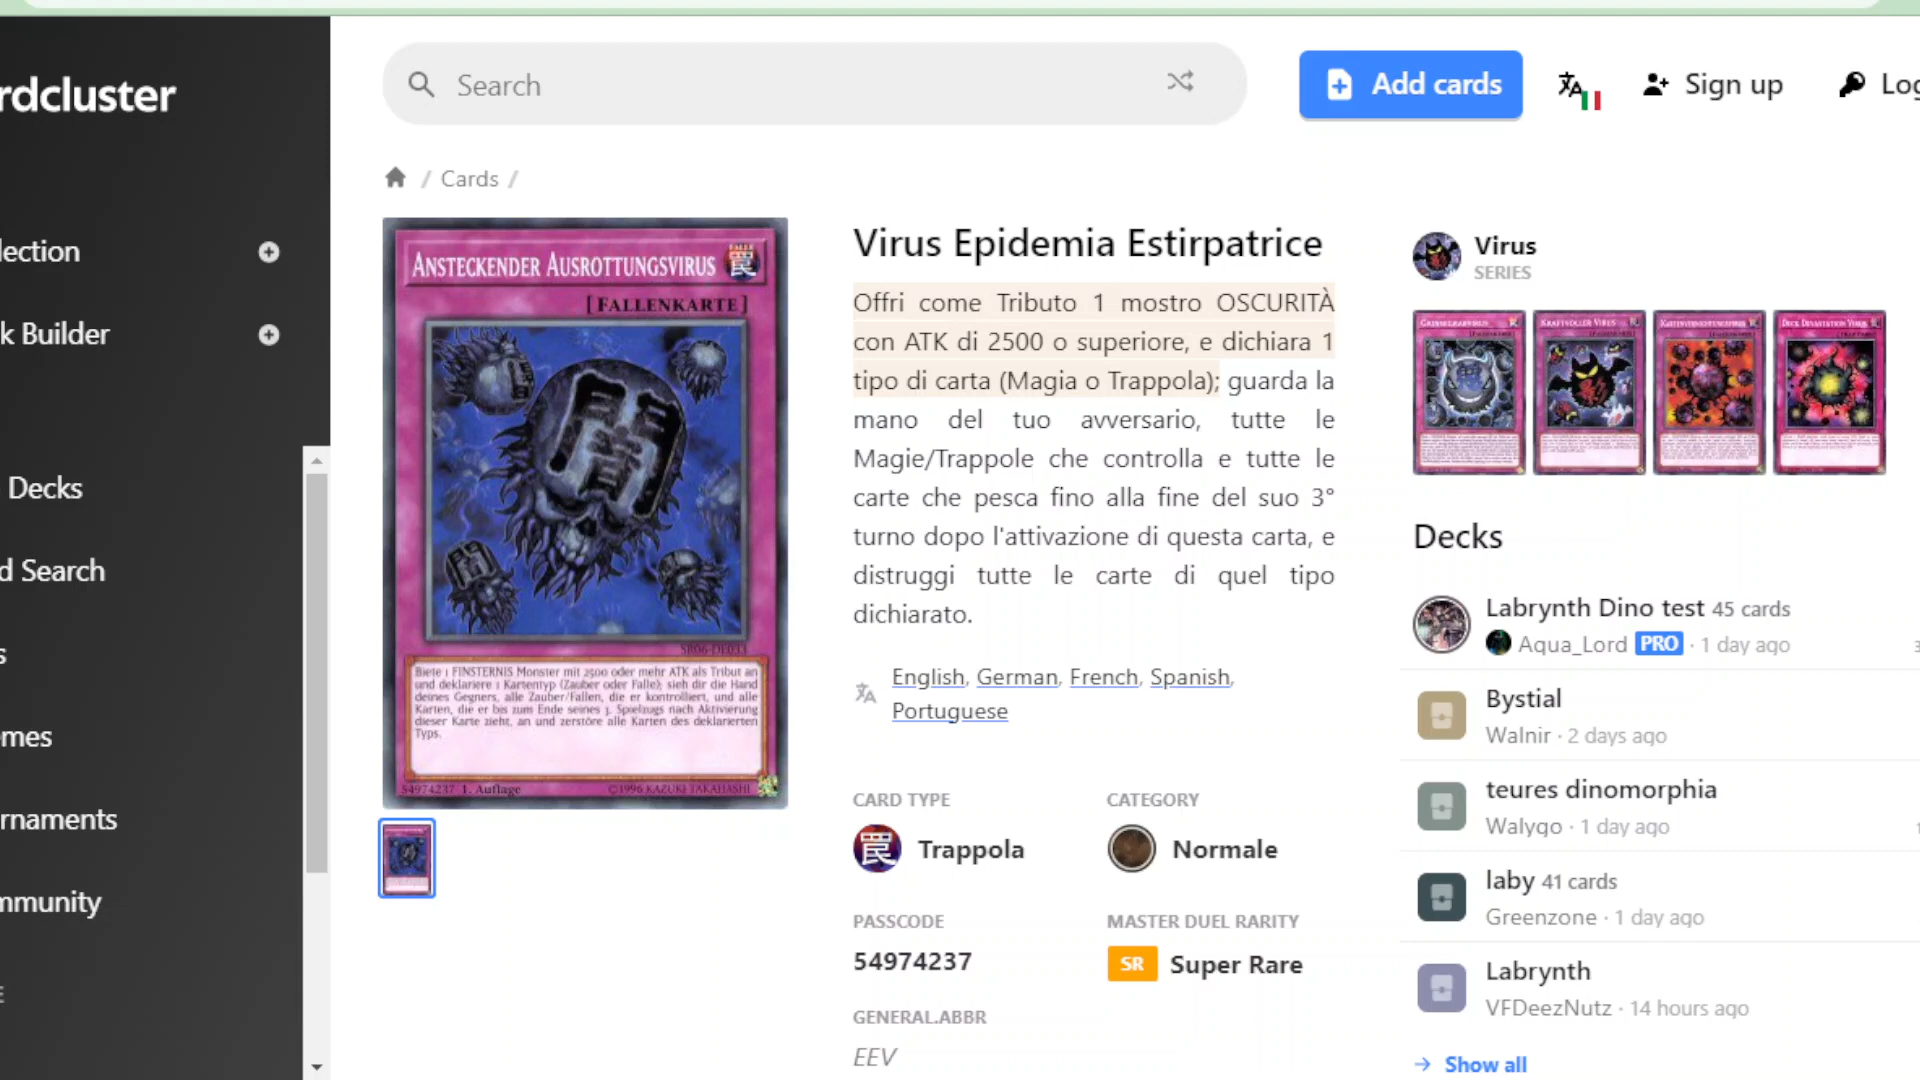 rdcluster
Search
Add cards
Sign up
Log
/ Cards /
lection
k Builder
Decks
d Search
s
mes
rnaments
mmunity
E
ANSTECKENDER AUSROTTUNGSVIRUS
FALLE
罠
[FALLENKARTE]
闇
SR06-DE033
Biete 1 FINSTERNIS Monster mit 2500 oder mehr ATK als Tribut an
und deklariere 1 Kartentyp (Zauber oder Falle); sieh dir die Hand
deines Gegners, alle Zauber/Fallen, die er kontrolliert, und alle
Karten, die er bis zum Ende seines 3. Spielzugs nach Aktivierung
dieser Karte zieht, an und zerstöre alle Karten des deklarierten
Typs.
54974237 1. Auflage ©1996 KAZUKI TAKAHASHI
Virus Epidemia Estirpatrice
Offri come Tributo 1 mostro OSCURITÀ
con ATK di 2500 o superiore, e dichiara 1
tipo di carta (Magia o Trappola); guarda la
mano del tuo avversario, tutte le
Magie/Trappole che controlla e tutte le
carte che pesca fino alla fine del suo 3°
turno dopo l'attivazione di questa carta, e
distruggi tutte le carte di quel tipo
dichiarato.
English, German, French, Spanish,
Portuguese
CARD TYPE
罠 Trappola
CATEGORY
Normale
PASSCODE
54974237
MASTER DUEL RARITY
SR Super Rare
GENERAL.ABBR
EEV
Virus
SERIES
KRAFTVOLLER VIRUS
DECK DEVASTATION VIRUS
Decks
Labrynth Dino test 45 cards
Aqua_Lord PRO · 1 day ago
Bystial
Walnir · 2 days ago
teures dinomorphia
Walygo · 1 day ago
laby 41 cards
Greenzone · 1 day ago
Labrynth
VFDeezNutz · 14 hours ago
→ Show all